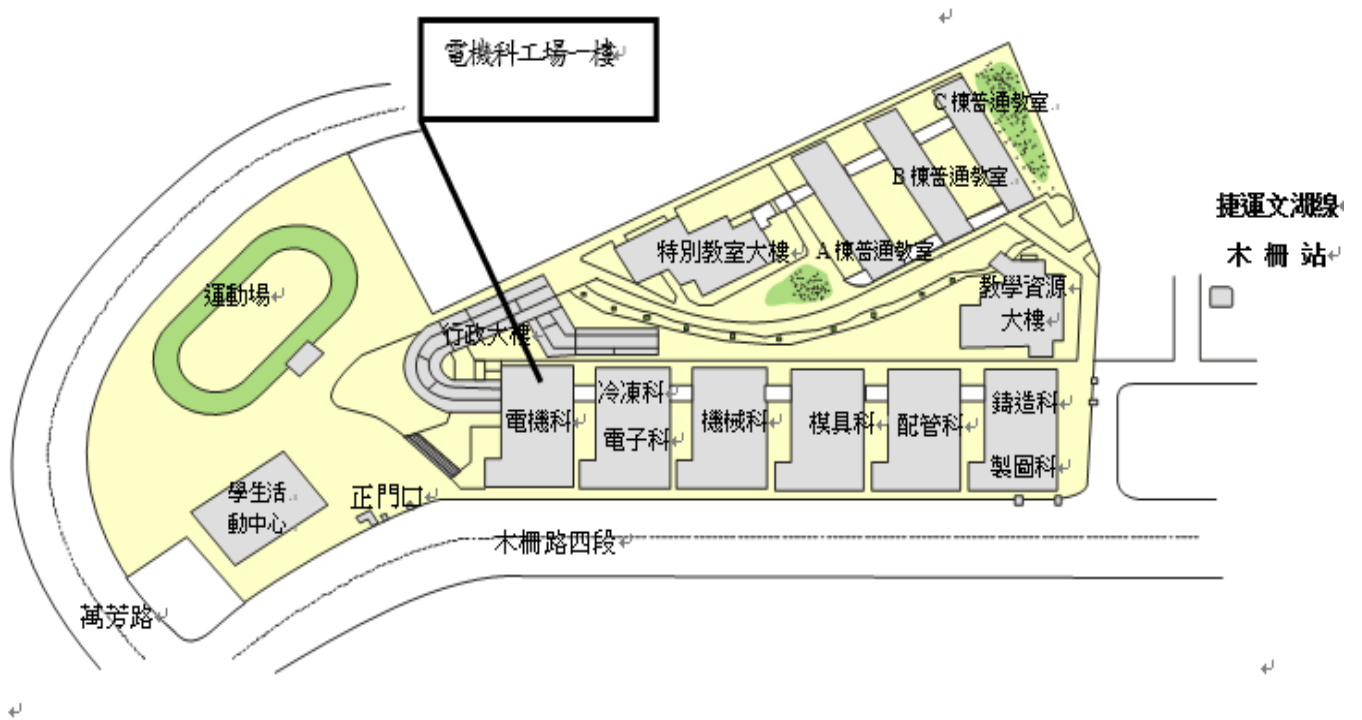 電機科工場一樓
C 棟普通教室
B 棟普通教室
捷運文湖線
木 柵 站
特別教室大樓
A 棟普通教室
教學資源
大樓
運動場
行政大樓
電機科
冷凍科
電子科
機械科
模具科
配管科
鑄造科
製圖科
學生活
動中心
正門口
木柵路四段
萬芳路